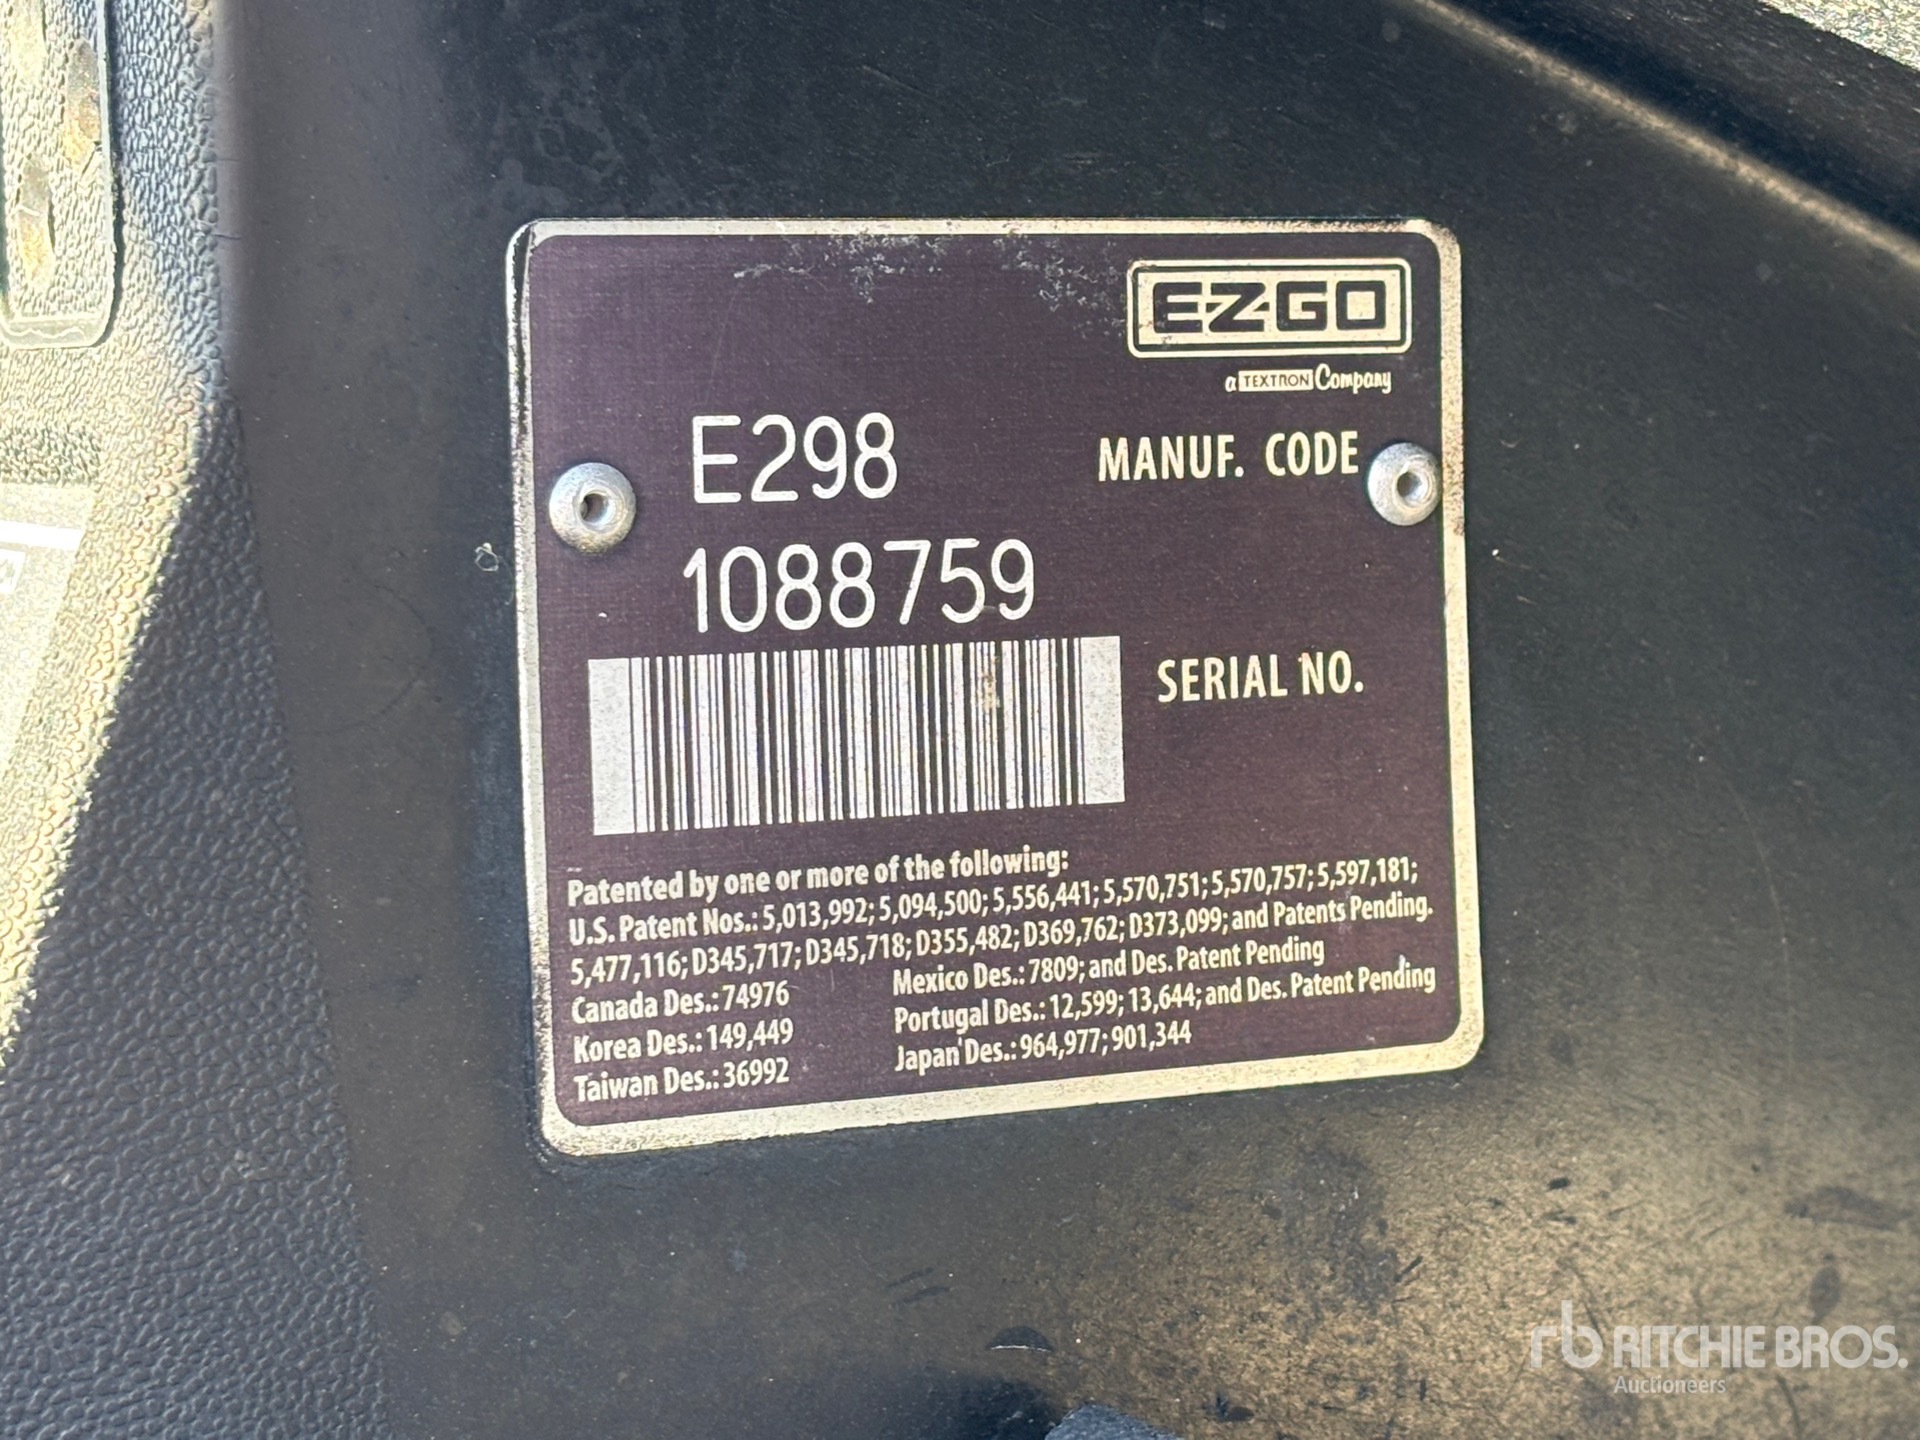 EZGO
a TEXTRON Company
E298 MANUF. CODE
1088759
SERIAL NO.
Patented by one or more of the following:
U.S. Patent Nos.: 5,013,992; 5,094,500; 5,556,441; 5,570,751; 5,570,757; 5,597,181;
5,477,116; D345,717; D345,718; D355,482; D369,762; D373,099; and Patents Pending.
Canada Des.: 74976 Mexico Des.: 7809; and Des. Patent Pending
Korea Des.: 149,449 Portugal Des.: 12,599; 13,644; and Des. Patent Pending
Taiwan Des.: 36992 Japan Des.: 964,977; 901,344
rb RITCHIE BROS.
Auctioneers